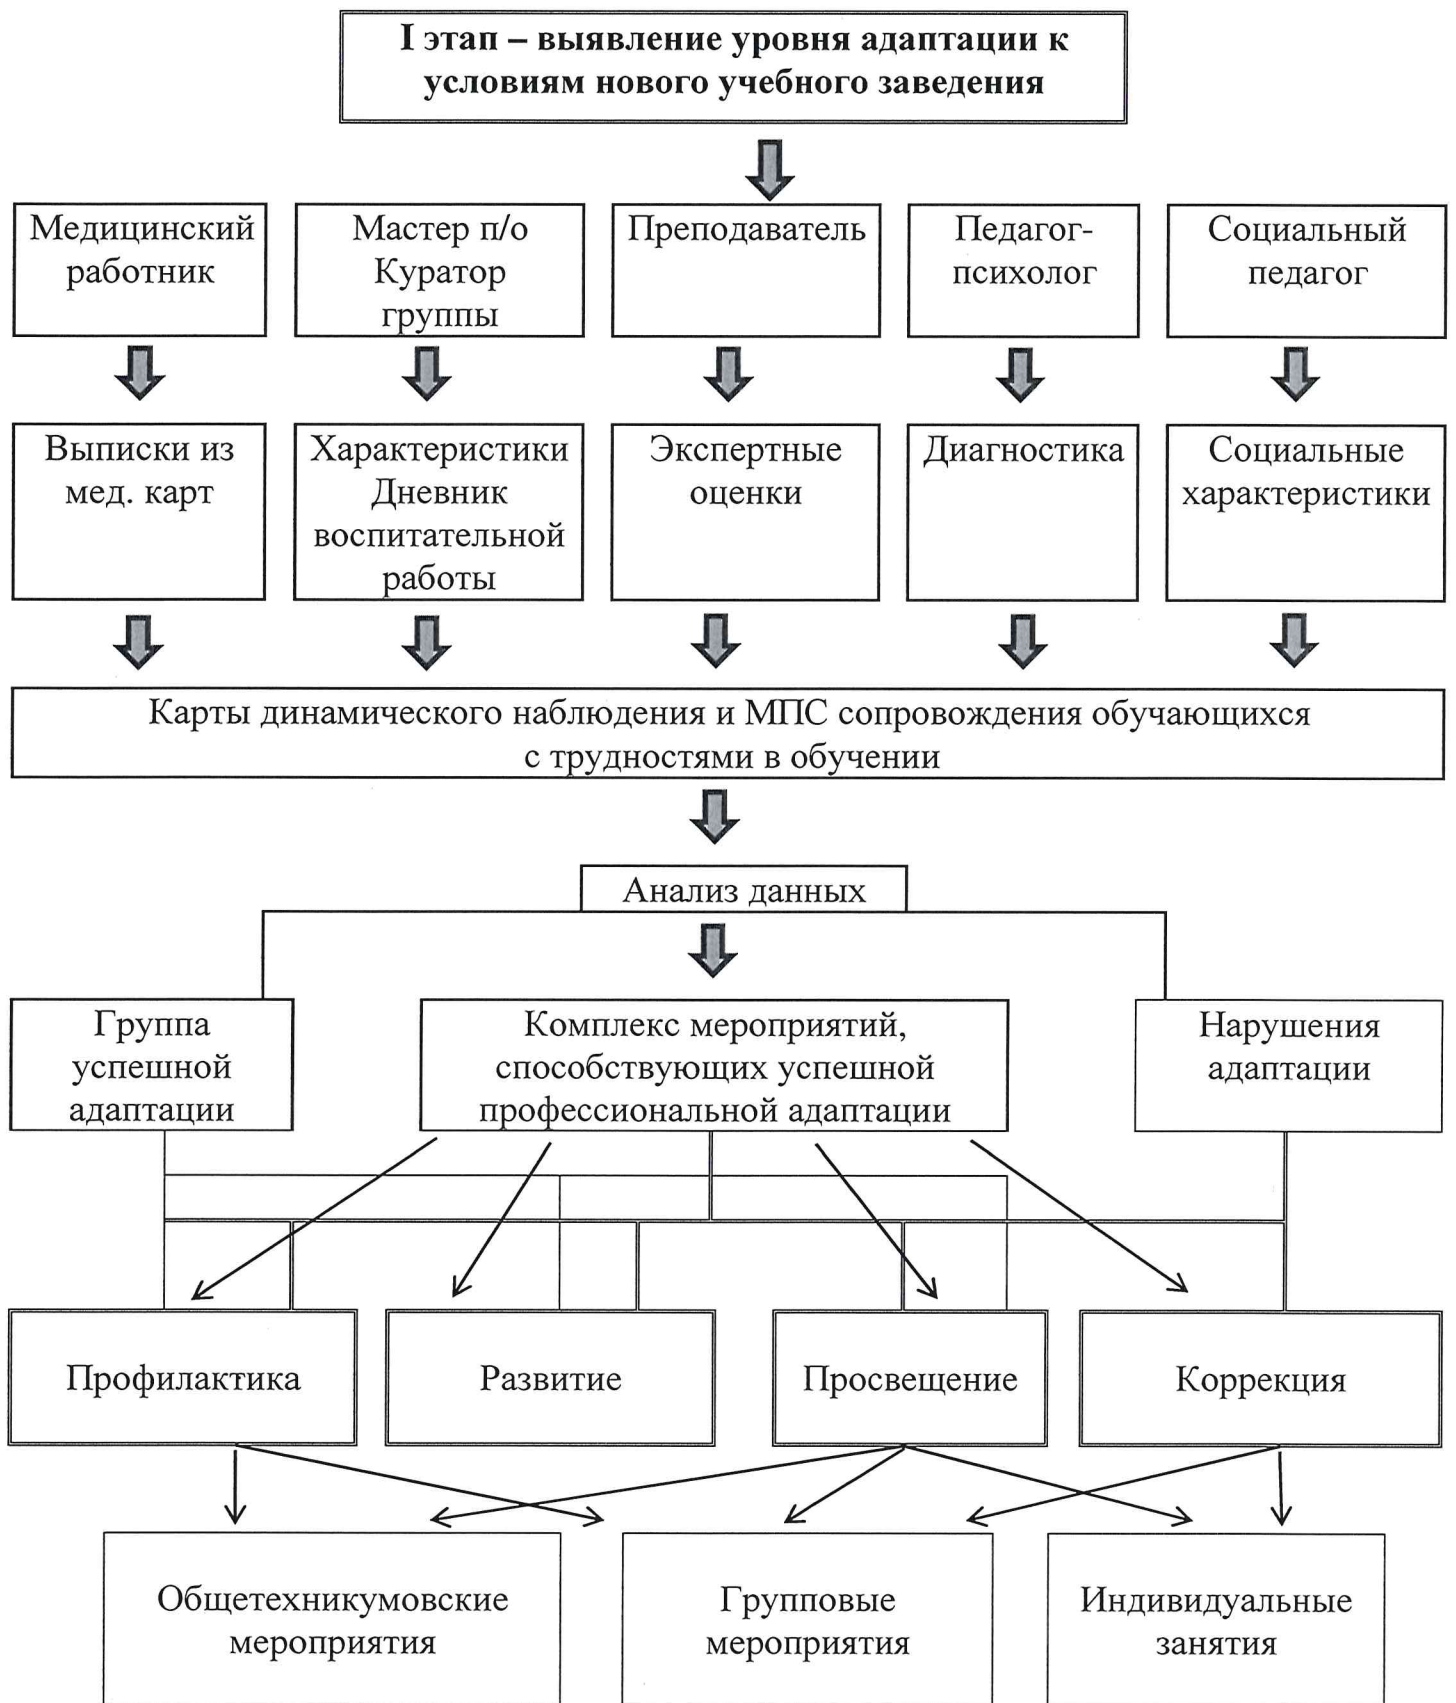 I этап – выявление уровня адаптации к
условиям нового учебного заведения
Медицинский
работник
Мастер п/о
Куратор
группы
Преподаватель
Педагог-
психолог
Социальный
педагог
Выписки из
мед. карт
Характеристики
Дневник
воспитательной
работы
Экспертные
оценки
Диагностика
Социальные
характеристики
Карты динамического наблюдения и МПС сопровождения обучающихся
с трудностями в обучении
Анализ данных
Группа
успешной
адаптации
Комплекс мероприятий,
способствующих успешной
профессиональной адаптации
Нарушения
адаптации
Профилактика
Развитие
Просвещение
Коррекция
Общетехникумовские
мероприятия
Групповые
мероприятия
Индивидуальные
занятия